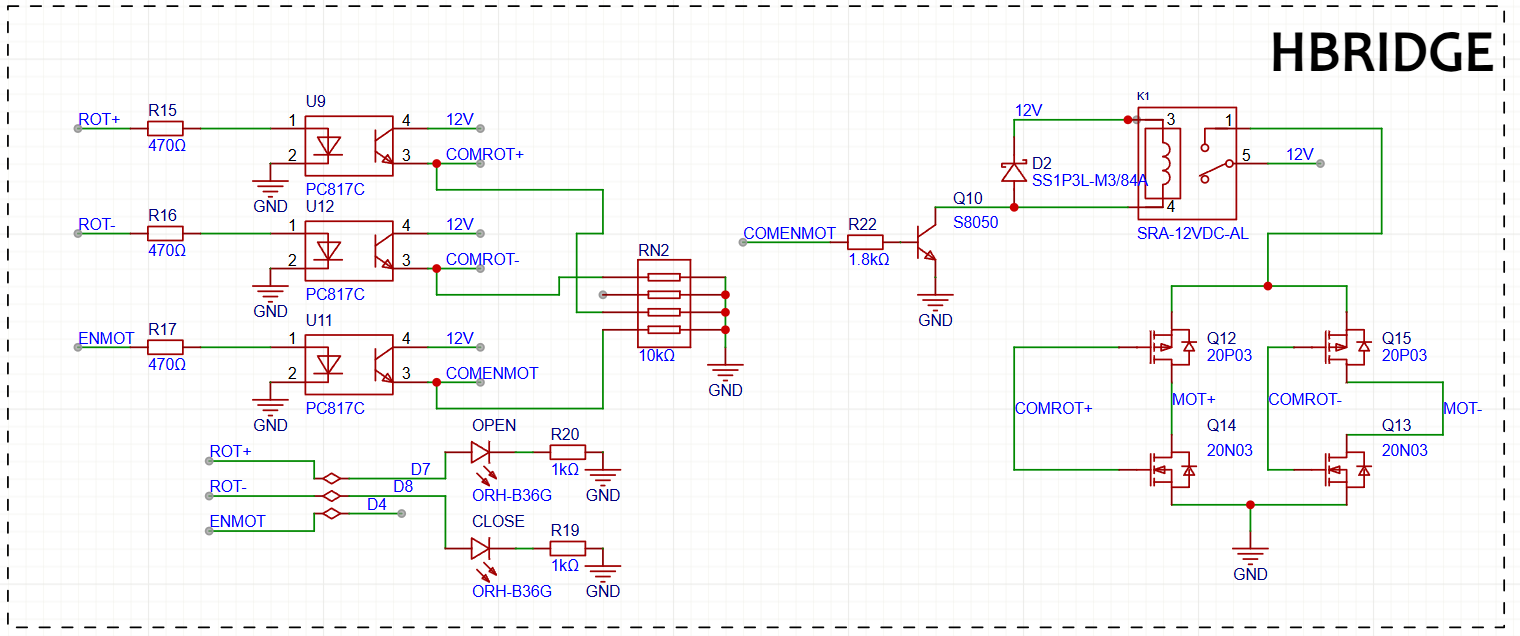 HBRIDGE
ROT+
R15
470Ω
U9
1
2
4
3
12V
COMROT+
GND
PC817C
ROT-
R16
470Ω
U12
1
2
4
3
12V
COMROT-
GND
PC817C
ENMOT
R17
470Ω
U11
1
2
4
3
12V
COMENMOT
GND
PC817C
RN2
10kΩ
GND
ROT+
ROT-
ENMOT
D7
D8
D4
OPEN
ORH-B36G
R20
1kΩ
GND
CLOSE
ORH-B36G
R19
1kΩ
GND
COMENMOT
R22
1.8kΩ
Q10
S8050
GND
12V
D2
SS1P3L-M3/84A
K1
3
4
1
5
12V
SRA-12VDC-AL
Q12
20P03
Q15
20P03
COMROT+
MOT+
COMROT-
MOT-
Q14
20N03
Q13
20N03
GND